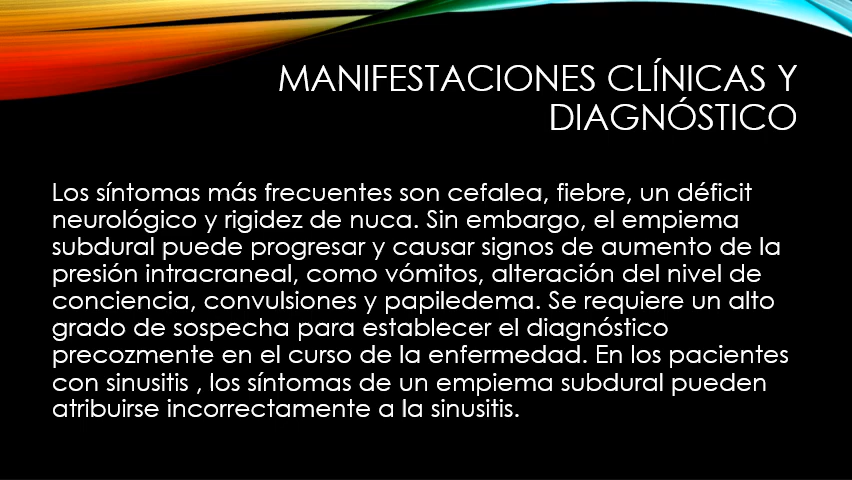 MANIFESTACIONES CLÍNICAS Y
DIAGNÓSTICO
Los síntomas más frecuentes son cefalea, fiebre, un déficit
neurológico y rigidez de nuca. Sin embargo, el empiema
subdural puede progresar y causar signos de aumento de la
presión intracraneal, como vómitos, alteración del nivel de
conciencia, convulsiones y papiledema. Se requiere un alto
grado de sospecha para establecer el diagnóstico
precozmente en el curso de la enfermedad. En los pacientes
con sinusitis , los síntomas de un empiema subdural pueden
atribuirse incorrectamente a la sinusitis.